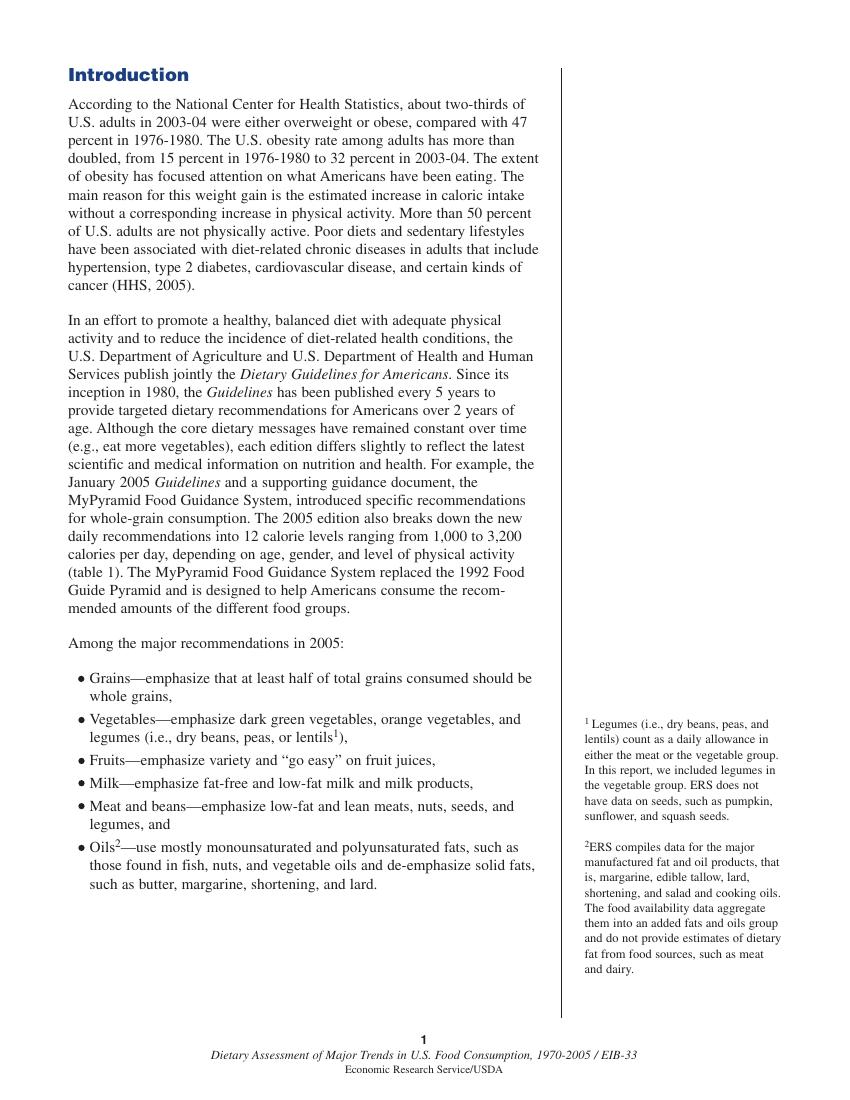 Introduction
According to the National Center for Health Statistics, about two-thirds of
U.S. adults in 2003-04 were either overweight or obese, compared with 47
percent in 1976-1980. The U.S. obesity rate among adults has more than
doubled, from 15 percent in 1976-1980 to 32 percent in 2003-04. The extent
of obesity has focused attention on what Americans have been eating. The
main reason for this weight gain is the estimated increase in caloric intake
without a corresponding increase in physical activity. More than 50 percent
of U.S. adults are not physically active. Poor diets and sedentary lifestyles
have been associated with diet-related chronic diseases in adults that include
hypertension, type 2 diabetes, cardiovascular disease, and certain kinds of
cancer (HHS, 2005).
In an effort to promote a healthy, balanced diet with adequate physical
activity and to reduce the incidence of diet-related health conditions, the
U.S. Department of Agriculture and U.S. Department of Health and Human
Services publish jointly the Dietary Guidelines for Americans. Since its
inception in 1980, the Guidelines has been published every 5 years to
provide targeted dietary recommendations for Americans over 2 years of
age. Although the core dietary messages have remained constant over time
(e.g., eat more vegetables), each edition differs slightly to reflect the latest
scientific and medical information on nutrition and health. For example, the
January 2005 Guidelines and a supporting guidance document, the
MyPyramid Food Guidance System, introduced specific recommendations
for whole-grain consumption. The 2005 edition also breaks down the new
daily recommendations into 12 calorie levels ranging from 1,000 to 3,200
calories per day, depending on age, gender, and level of physical activity
(table 1). The MyPyramid Food Guidance System replaced the 1992 Food
Guide Pyramid and is designed to help Americans consume the recom-
mended amounts of the different food groups.
Among the major recommendations in 2005:
● Grains—emphasize that at least half of total grains consumed should be
whole grains,
● Vegetables—emphasize dark green vegetables, orange vegetables, and
legumes (i.e., dry beans, peas, or lentils¹),
● Fruits—emphasize variety and “go easy” on fruit juices,
● Milk—emphasize fat-free and low-fat milk and milk products,
● Meat and beans—emphasize low-fat and lean meats, nuts, seeds, and
legumes, and
● Oils²—use mostly monounsaturated and polyunsaturated fats, such as
those found in fish, nuts, and vegetable oils and de-emphasize solid fats,
such as butter, margarine, shortening, and lard.
¹ Legumes (i.e., dry beans, peas, and
lentils) count as a daily allowance in
either the meat or the vegetable group.
In this report, we included legumes in
the vegetable group. ERS does not
have data on seeds, such as pumpkin,
sunflower, and squash seeds.
²ERS compiles data for the major
manufactured fat and oil products, that
is, margarine, edible tallow, lard,
shortening, and salad and cooking oils.
The food availability data aggregate
them into an added fats and oils group
and do not provide estimates of dietary
fat from food sources, such as meat
and dairy.
1
Dietary Assessment of Major Trends in U.S. Food Consumption, 1970-2005 / EIB-33
Economic Research Service/USDA